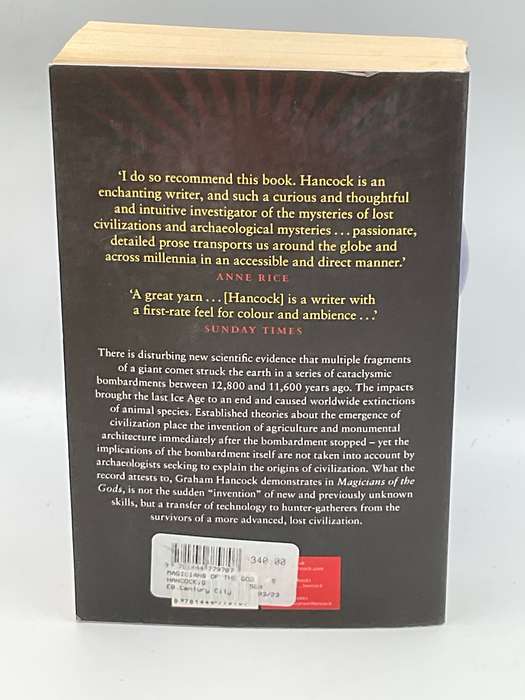 ‘I do so recommend this book. Hancock is an
enchanting writer, and such a curious and thoughtful
and intuitive investigator of the mysteries of lost
civilizations and archaeological mysteries . . . passionate,
detailed prose transports us around the globe and
across millennia in an accessible and direct manner.’
ANNE RICE
‘A great yarn . . . [Hancock] is a writer with
a first-rate feel for colour and ambience . . .’
SUNDAY TIMES
There is disturbing new scientific evidence that multiple fragments
of a giant comet struck the earth in a series of cataclysmic
bombardments between 12,800 and 11,600 years ago. The impacts
brought the last Ice Age to an end and caused worldwide extinctions
of animal species. Established theories about the emergence of
civilization place the invention of agriculture and monumental
architecture immediately after the bombardment stopped – yet the
implications of the bombardment itself are not taken into account by
archaeologists seeking to explain the origins of civilization. What the
record attests to, Graham Hancock demonstrates in Magicians of the
Gods, is not the sudden “invention” of new and previously unknown
skills, but a transfer of technology to hunter-gatherers from the
survivors of a more advanced, lost civilization.
340.00
9 781444 779707
MAGICIANS OF THE GOD
HANCOCK:G
EB.Century City
03/23